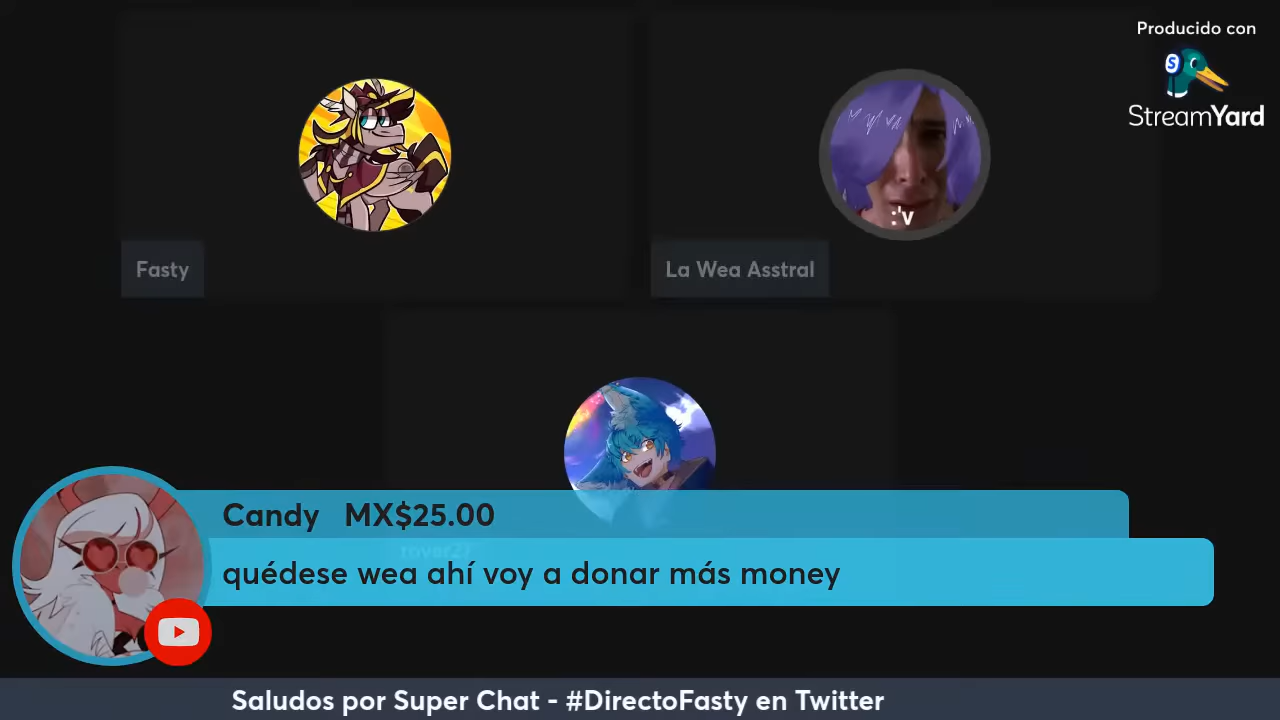 Producido con
StreamYard
:'v
Fasty
La Wea Asstral
Candy MX$25.00
quédese wea ahí voy a donar más money
Saludos por Super Chat - #DirectoFasty en Twitter